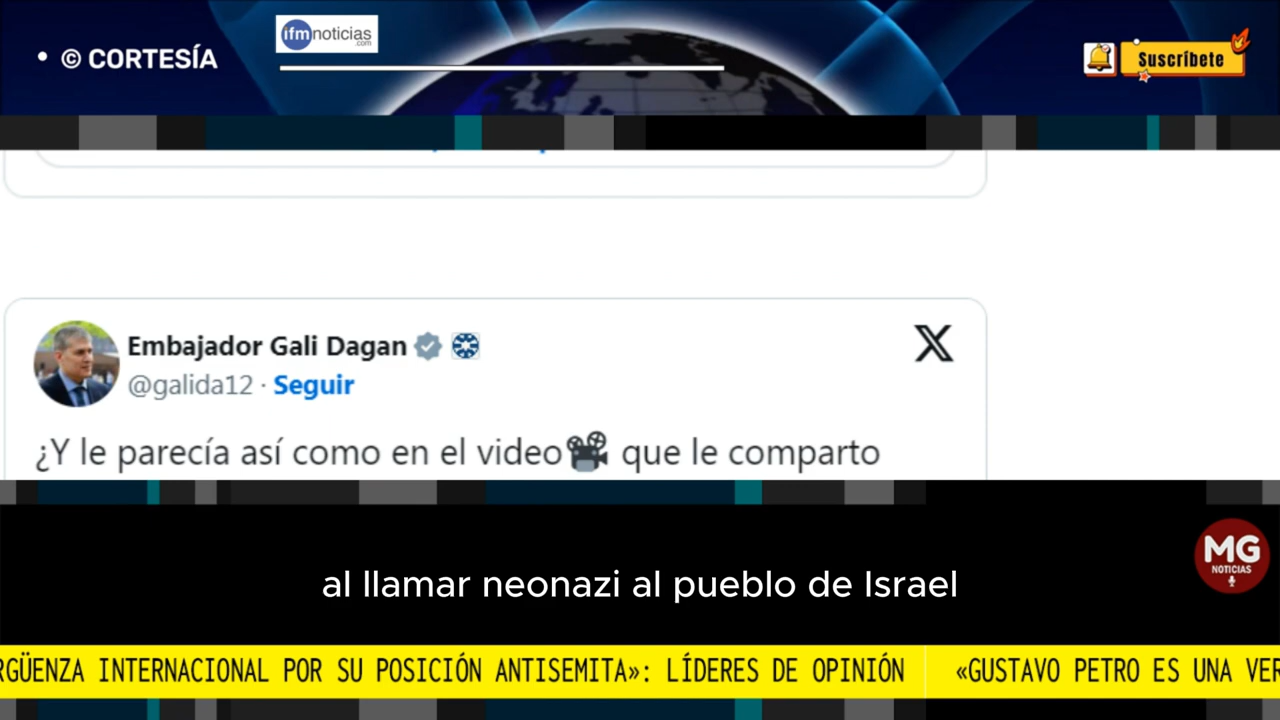 • © CORTESÍA
ifmnoticias
.com
Suscríbete
Embajador Gali Dagan
@galida12 · Seguir
¿Y le parecía así como en el video🎥 que le comparto
al llamar neonazi al pueblo de Israel
MG
NOTICIAS
RGÜENZA INTERNACIONAL POR SU POSICIÓN ANTISEMITA»: LÍDERES DE OPINIÓN «GUSTAVO PETRO ES UNA VER